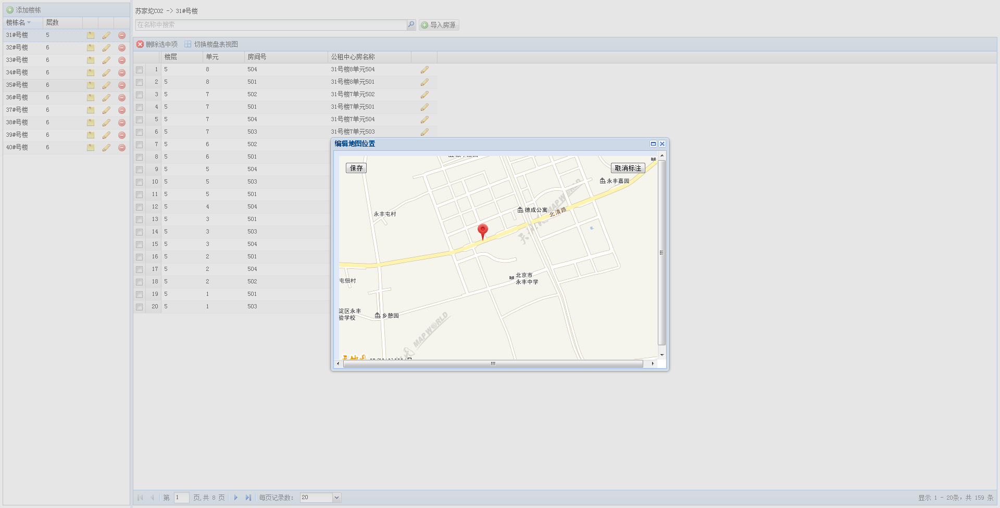 添加楼栋
楼栋名 层数
31#号楼 5
32#号楼 6
33#号楼 6
34#号楼 6
35#号楼 6
36#号楼 6
37#号楼 6
38#号楼 6
39#号楼 6
40#号楼 6
苏家坨C02 -> 31#号楼
在名称中搜索 导入房源
删除选中项 切换楼盘表视图
楼层 单元 房间号 公租中心房名称
1 5 8 504 31号楼8单元504
2 5 8 501 31号楼8单元501
3 5 7 502 31号楼7单元502
4 5 7 501 31号楼7单元501
5 5 7 504 31号楼7单元504
6 5 7 503 31号楼7单元503
7 5 6 502
8 5 6 501
9 5 5 504
10 5 5 503
11 5 5 501
12 5 4 504
13 5 3 501
14 5 3 503
15 5 3 504
16 5 2 501
17 5 2 504
18 5 2 502
19 5 1 501
20 5 1 503
编辑地图位置
保存 取消标注
永丰嘉园
德成公寓
北清路
永丰屯村
MAP WORLD
北京市
永丰中学
屯佃村
淀区永丰
验学校
乡憩园
MAP WORLD
天地图
第 1 页,共 8 页 每页记录数: 20 显示 1 - 20条，共 159 条